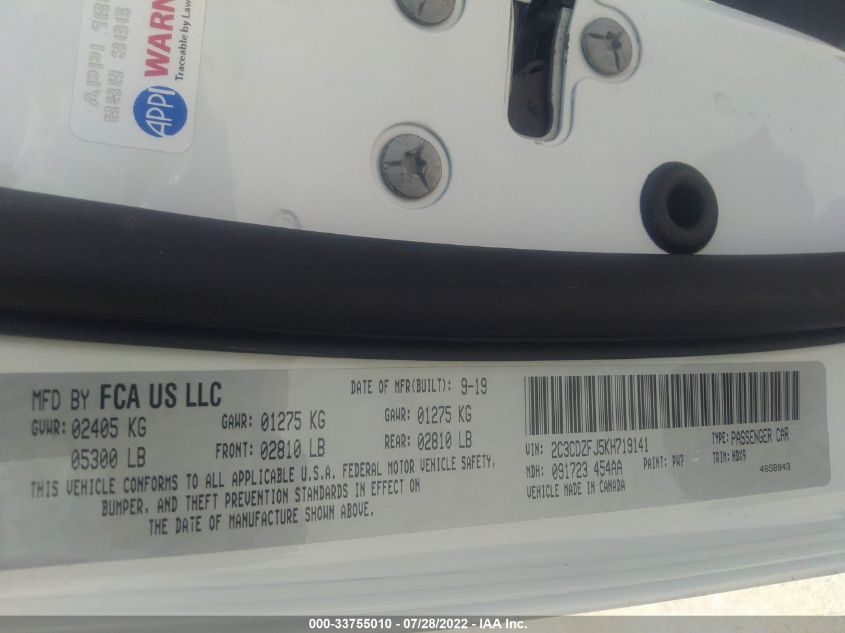 APPI
WARN
Traceable by Law
MFD BY FCA US LLC
DATE OF MFR(BUILT): 9-19
GVWR: 02405 KG
GAWR: 01275 KG
GAWR: 01275 KG
05300 LB
FRONT: 02810 LB
REAR: 02810 LB
THIS VEHICLE CONFORMS TO ALL APPLICABLE U.S.A. FEDERAL MOTOR VEHICLE SAFETY,
BUMPER, AND THEFT PREVENTION STANDARDS IN EFFECT ON
THE DATE OF MANUFACTURE SHOWN ABOVE.
VIN: 2C3CDZFJ5KH719141
TYPE: PASSENGER CAR
MDH: 091723 454AA
PAINT: PW7
TRIM: HDX9
VEHICLE MADE IN CANADA
4658843
000-33755010 - 07/28/2022 - IAA Inc.